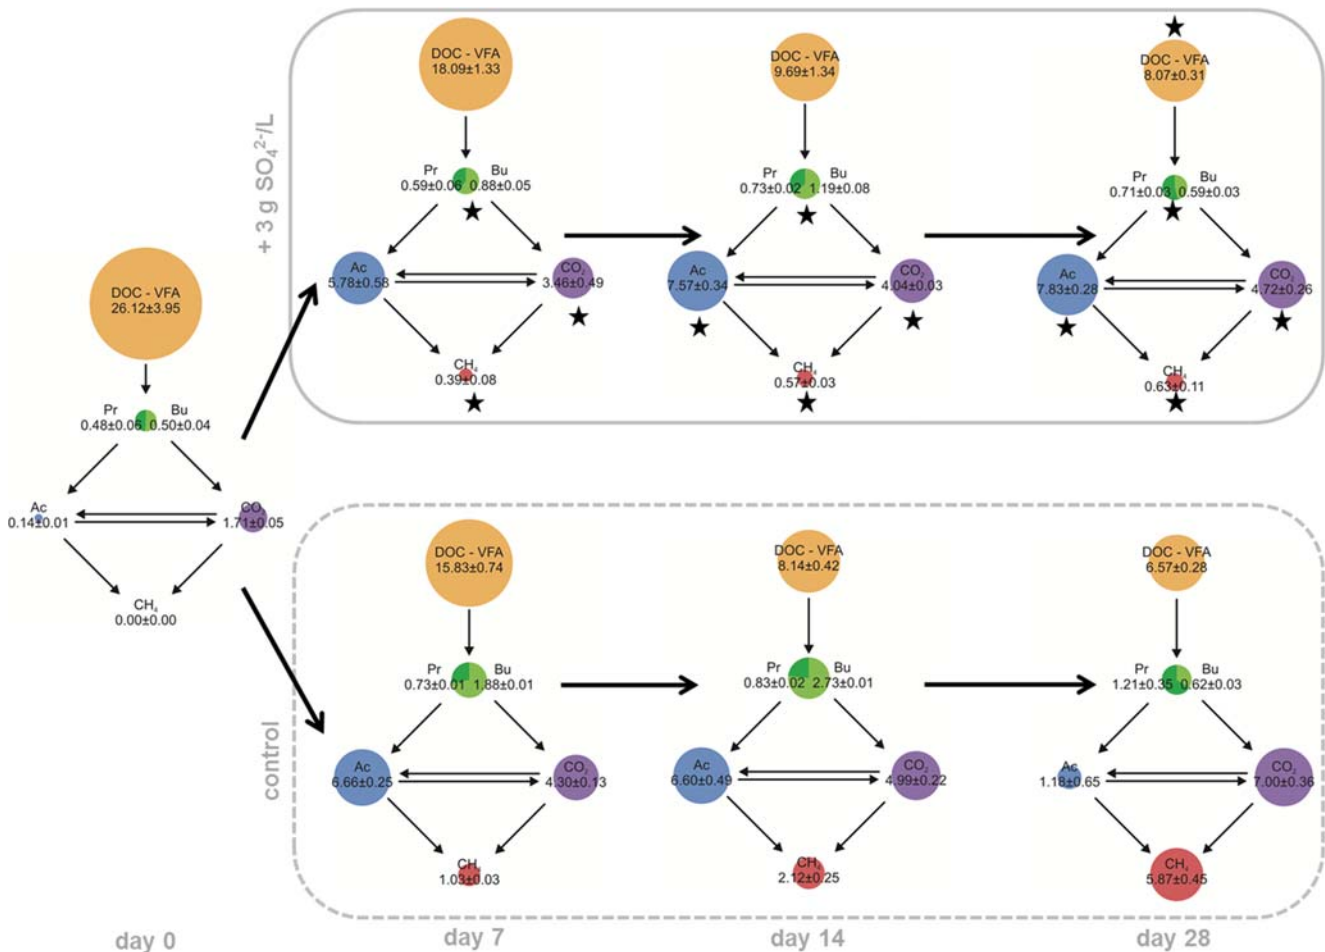 + 3 g SO₄²⁻/L
DOC - VFA
18.09±1.33
Pr Bu
0.59±0.06 0.88±0.05
Ac
5.78±0.58
CO₂
3.46±0.49
CH₄
0.39±0.08
DOC - VFA
9.69±1.34
Pr Bu
0.73±0.02 1.19±0.08
Ac
7.57±0.34
CO₂
4.04±0.03
CH₄
0.57±0.03
DOC - VFA
8.07±0.31
Pr Bu
0.71±0.03 0.59±0.03
Ac
7.83±0.28
CO₂
4.72±0.26
CH₄
0.63±0.11
DOC - VFA
26.12±3.95
Pr Bu
0.48±0.06 0.50±0.04
Ac
0.14±0.01
CO₂
1.71±0.05
CH₄
0.00±0.00
control
DOC - VFA
15.83±0.74
Pr Bu
0.73±0.01 1.88±0.01
Ac
6.66±0.25
CO₂
4.30±0.13
CH₄
1.03±0.03
DOC - VFA
8.14±0.42
Pr Bu
0.83±0.02 2.73±0.01
Ac
6.60±0.49
CO₂
4.99±0.22
CH₄
2.12±0.25
DOC - VFA
6.57±0.28
Pr Bu
1.21±0.35 0.62±0.03
Ac
1.18±0.65
CO₂
7.00±0.36
CH₄
5.87±0.45
day 0 day 7 day 14 day 28